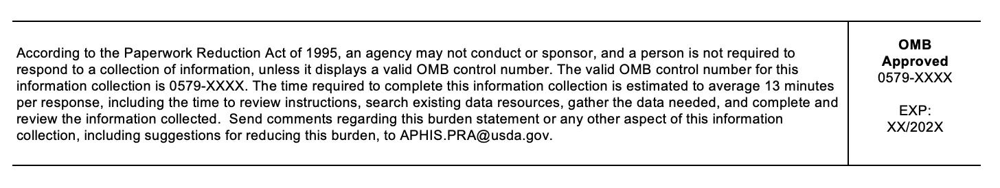 According to the Paperwork Reduction Act of 1995, an agency may not conduct or sponsor, and a person is not required to
respond to a collection of information, unless it displays a valid OMB control number. The valid OMB control number for this
information collection is 0579-XXXX. The time required to complete this information collection is estimated to average 13 minutes
per response, including the time to review instructions, search existing data resources, gather the data needed, and complete and
review the information collected.  Send comments regarding this burden statement or any other aspect of this information
collection, including suggestions for reducing this burden, to APHIS.PRA@usda.gov.
OMB
Approved
0579-XXXX
EXP:
XX/202X